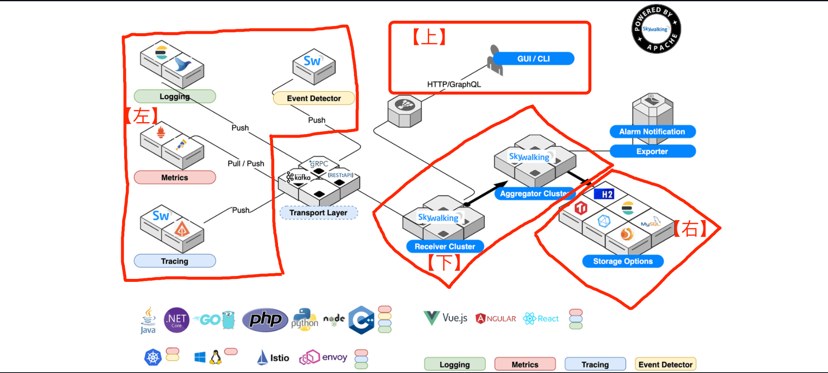 POWERED BY
Skywalking
APACHE
【上】
GUI / CLI
HTTP/GraphQL
Sw
Logging
Event Detector
【左】
Push
Push
Alarm Notification
Exporter
Metrics
Pull / Push
gRPC
kafka
RESTAPI
Skywalking
Aggregator Cluster
Sw
Push
Transport Layer
Skywalking
Receiver Cluster
H2
MySQL
【右】
【下】
Tracing
Storage Options
Java
.NET
Core
GO
php
python
node
C++
Vue.js
ANGULAR
React
Istio
envoy
Logging
Metrics
Tracing
Event Detector